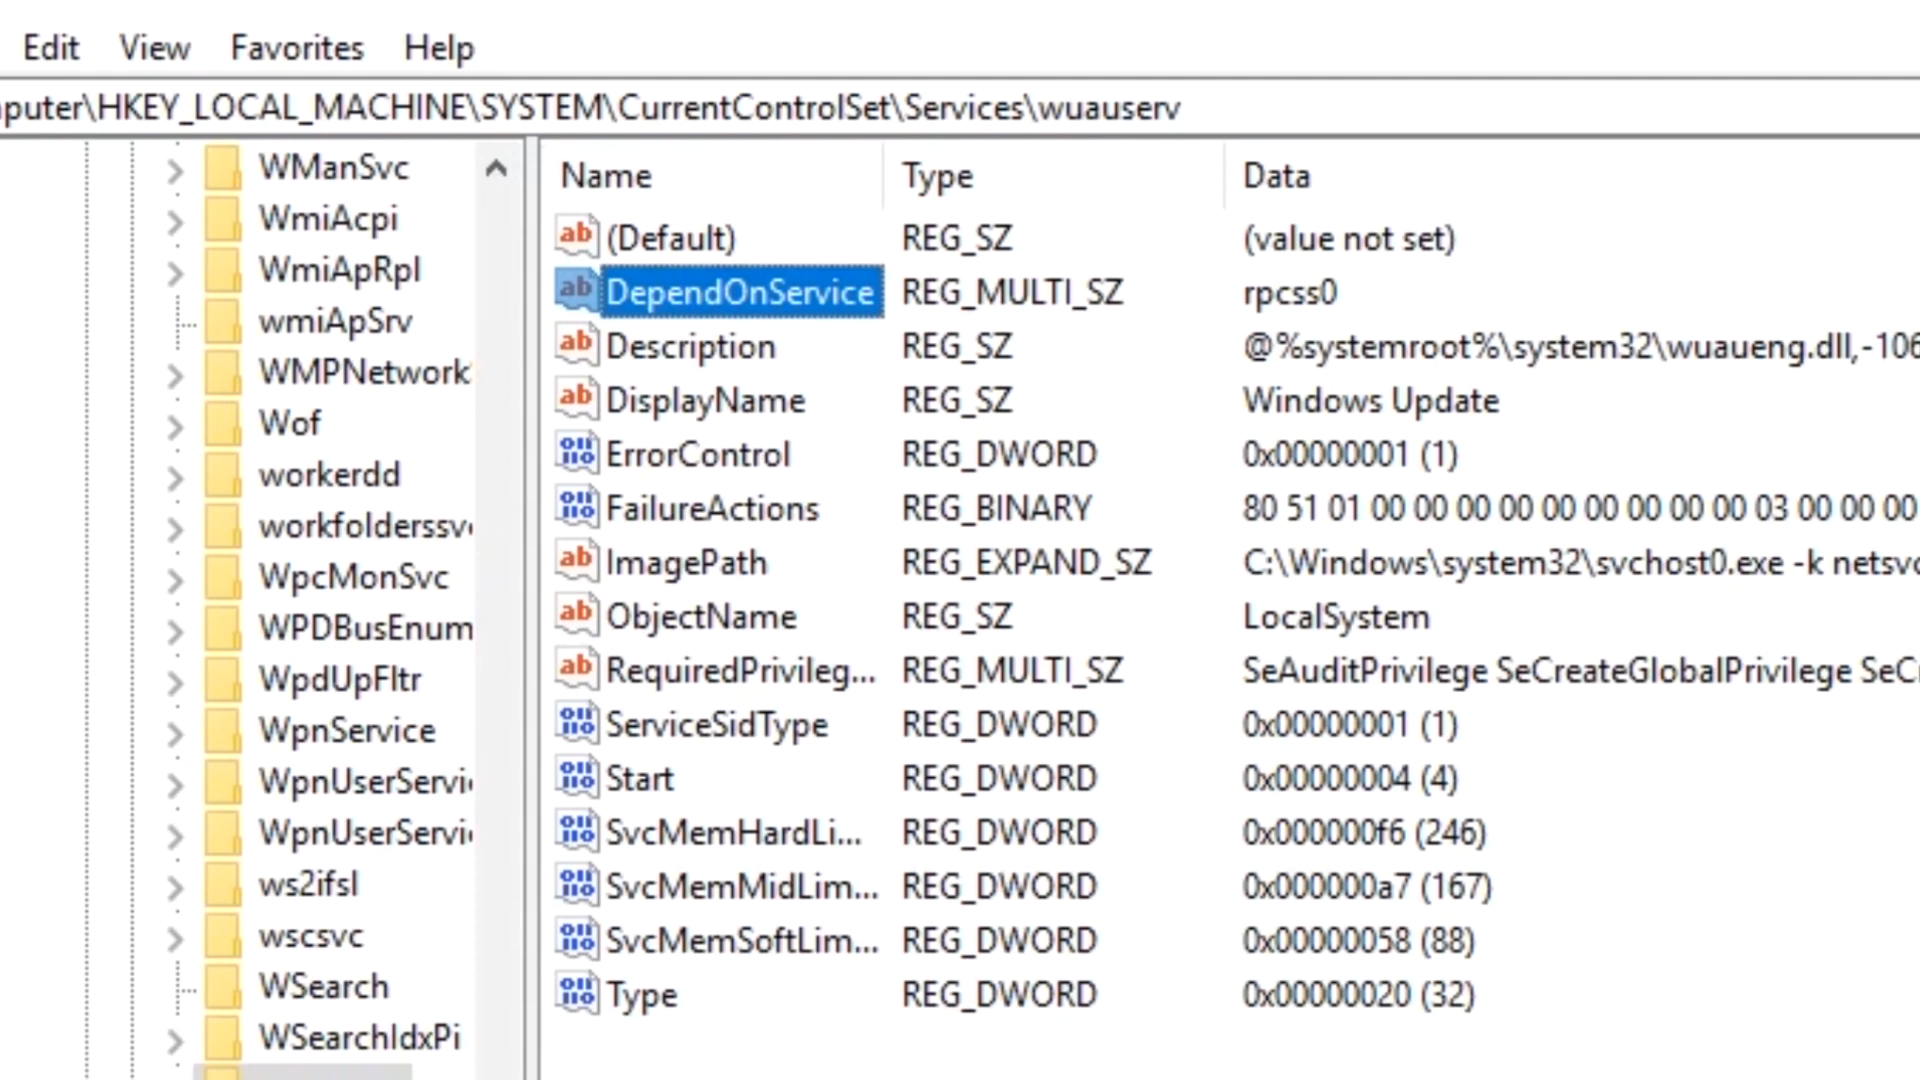 Edit View Favorites Help
puter\HKEY_LOCAL_MACHINE\SYSTEM\CurrentControlSet\Services\wuauserv
WManSvc
WmiAcpi
WmiApRpl
wmiApSrv
WMPNetwork
Wof
workerdd
workfolderssv
WpcMonSvc
WPDBusEnum
WpdUpFltr
WpnService
WpnUserServi
WpnUserServi
ws2ifsl
wscsvc
WSearch
WSearchIdxPi
Name Type Data
(Default) REG_SZ (value not set)
DependOnService REG_MULTI_SZ rpcss0
Description REG_SZ @%systemroot%\system32\wuaueng.dll,-106
DisplayName REG_SZ Windows Update
ErrorControl REG_DWORD 0x00000001 (1)
FailureActions REG_BINARY 80 51 01 00 00 00 00 00 00 00 00 00 03 00 00 00
ImagePath REG_EXPAND_SZ C:\Windows\system32\svchost0.exe -k netsvc
ObjectName REG_SZ LocalSystem
RequiredPrivileg... REG_MULTI_SZ SeAuditPrivilege SeCreateGlobalPrivilege SeCr
ServiceSidType REG_DWORD 0x00000001 (1)
Start REG_DWORD 0x00000004 (4)
SvcMemHardLi... REG_DWORD 0x000000f6 (246)
SvcMemMidLim... REG_DWORD 0x000000a7 (167)
SvcMemSoftLim... REG_DWORD 0x00000058 (88)
Type REG_DWORD 0x00000020 (32)